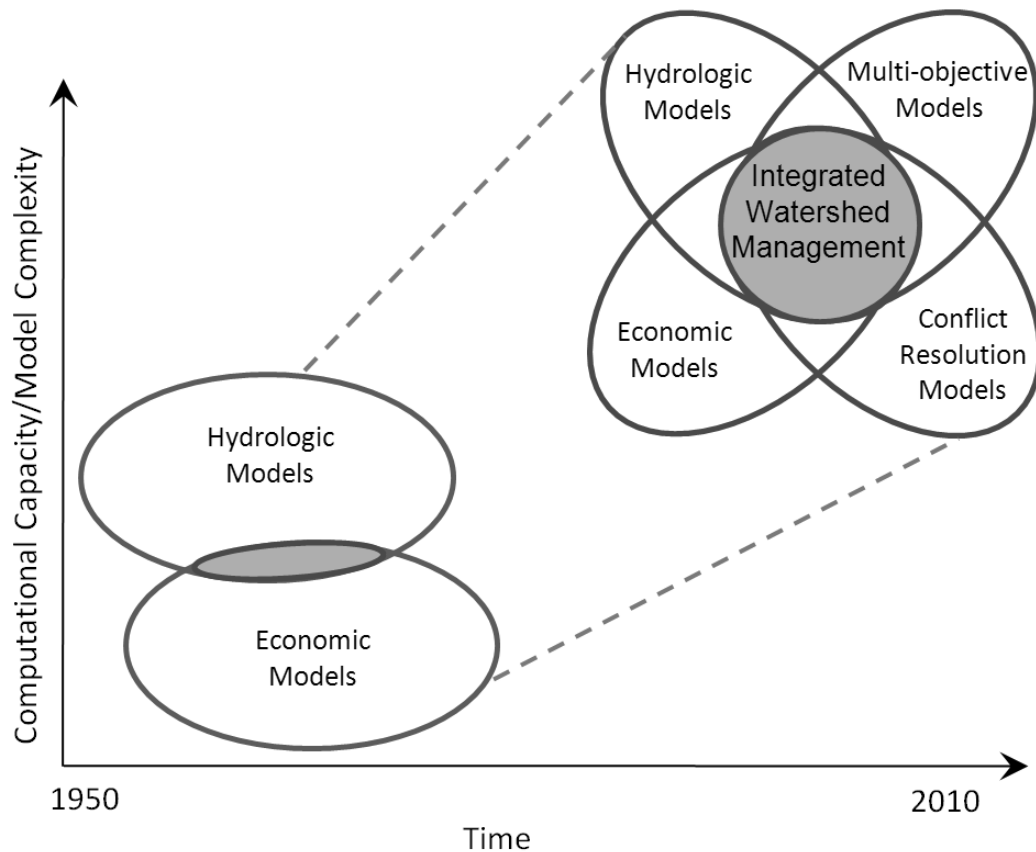 Computational Capacity/Model Complexity
Hydrologic
Models
Multi-objective
Models
Integrated
Watershed
Management
Economic
Models
Conflict
Resolution
Models
Hydrologic
Models
Economic
Models
1950
2010
Time